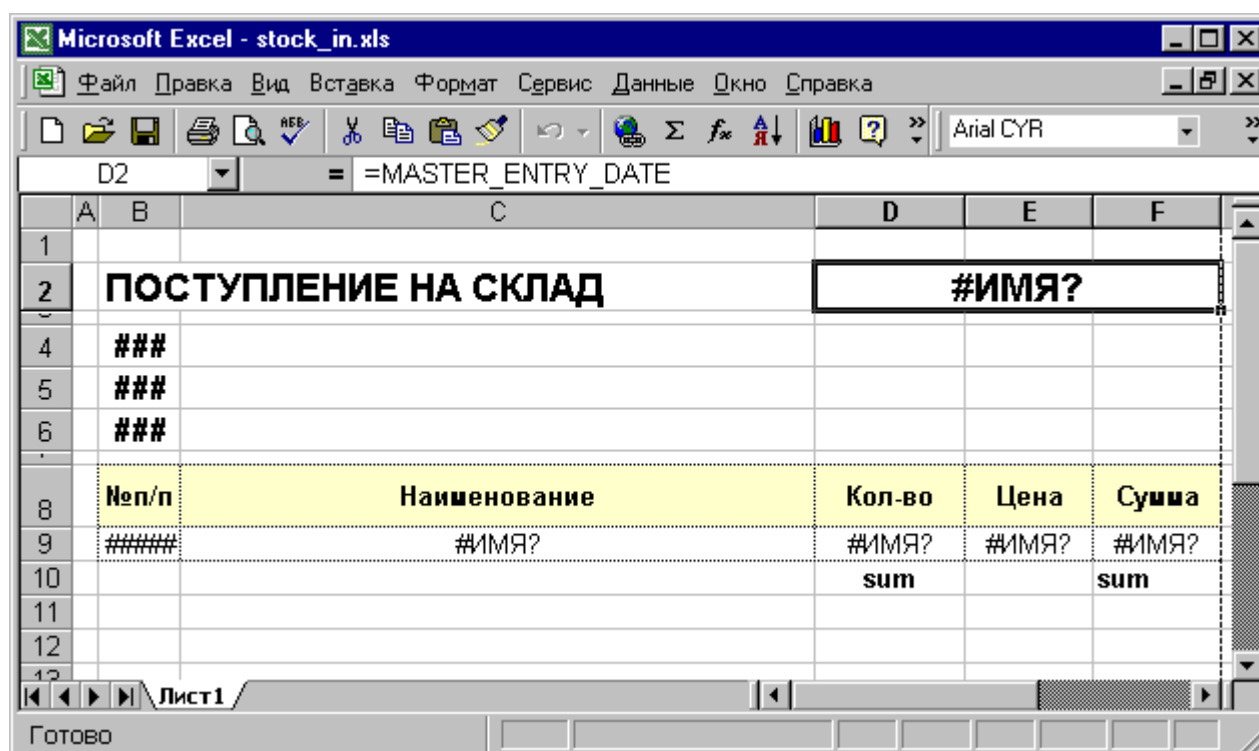 Microsoft Excel - stock_in.xls
Файл Правка Вид Вставка Формат Сервис Данные Окно Справка
Arial CYR
D2 = =MASTER_ENTRY_DATE
A B C D E F
1
2 ПОСТУПЛЕНИЕ НА СКЛАД #ИМЯ?
4 ###
5 ###
6 ###
8 №п/п Наименование Кол-во Цена Сумма
9 ##### #ИМЯ? #ИМЯ? #ИМЯ? #ИМЯ?
10 sum sum
11
12
Лист1
Готово